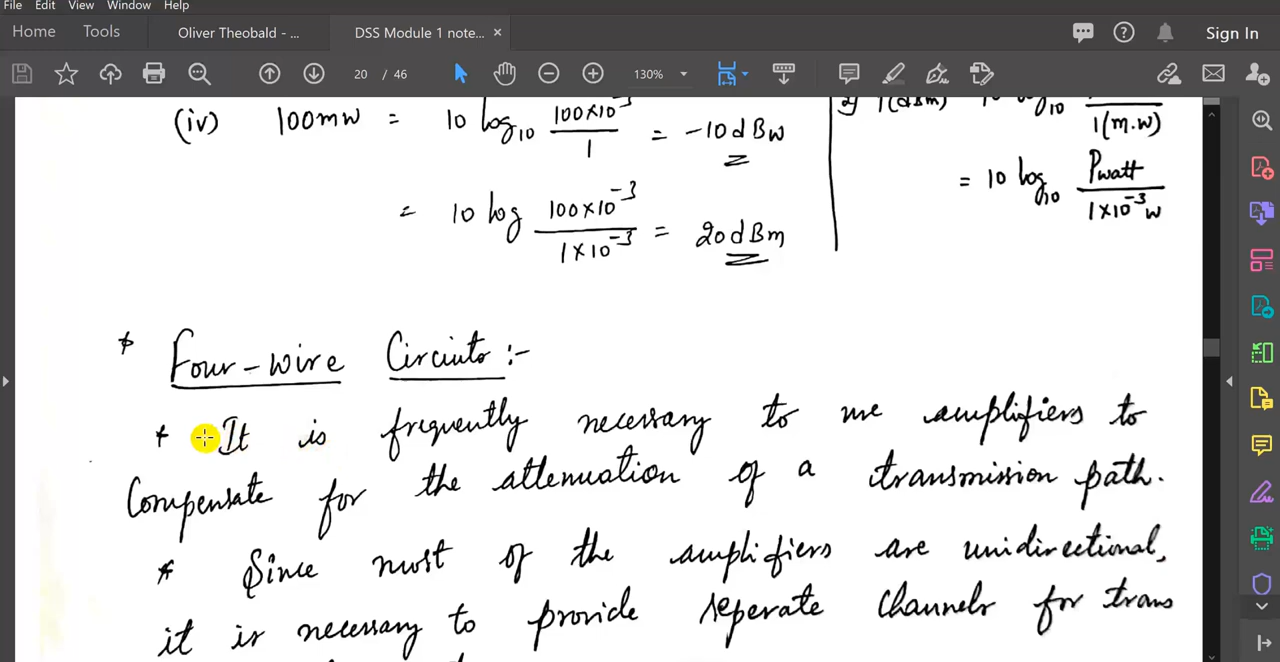 File Edit View Window Help
Home Tools Oliver Theobald - ... DSS Module 1 note... × Sign In
20 / 46 130%
(iv) 100mw = 10 log10 100×10-3 / 1 = -10dBw
= 10 log 100×10-3 / 1×10-3 = 20dBm
1(m.w)
= 10 log10 Pwatt / 1×10-3 w
* Four-wire Circuits :-
* It is frequently necessary to use amplifiers to
Compensate for the attenuation of a transmission path.
* Since most of the amplifiers are unidirectional,
it is necessary to provide seperate channels for trans